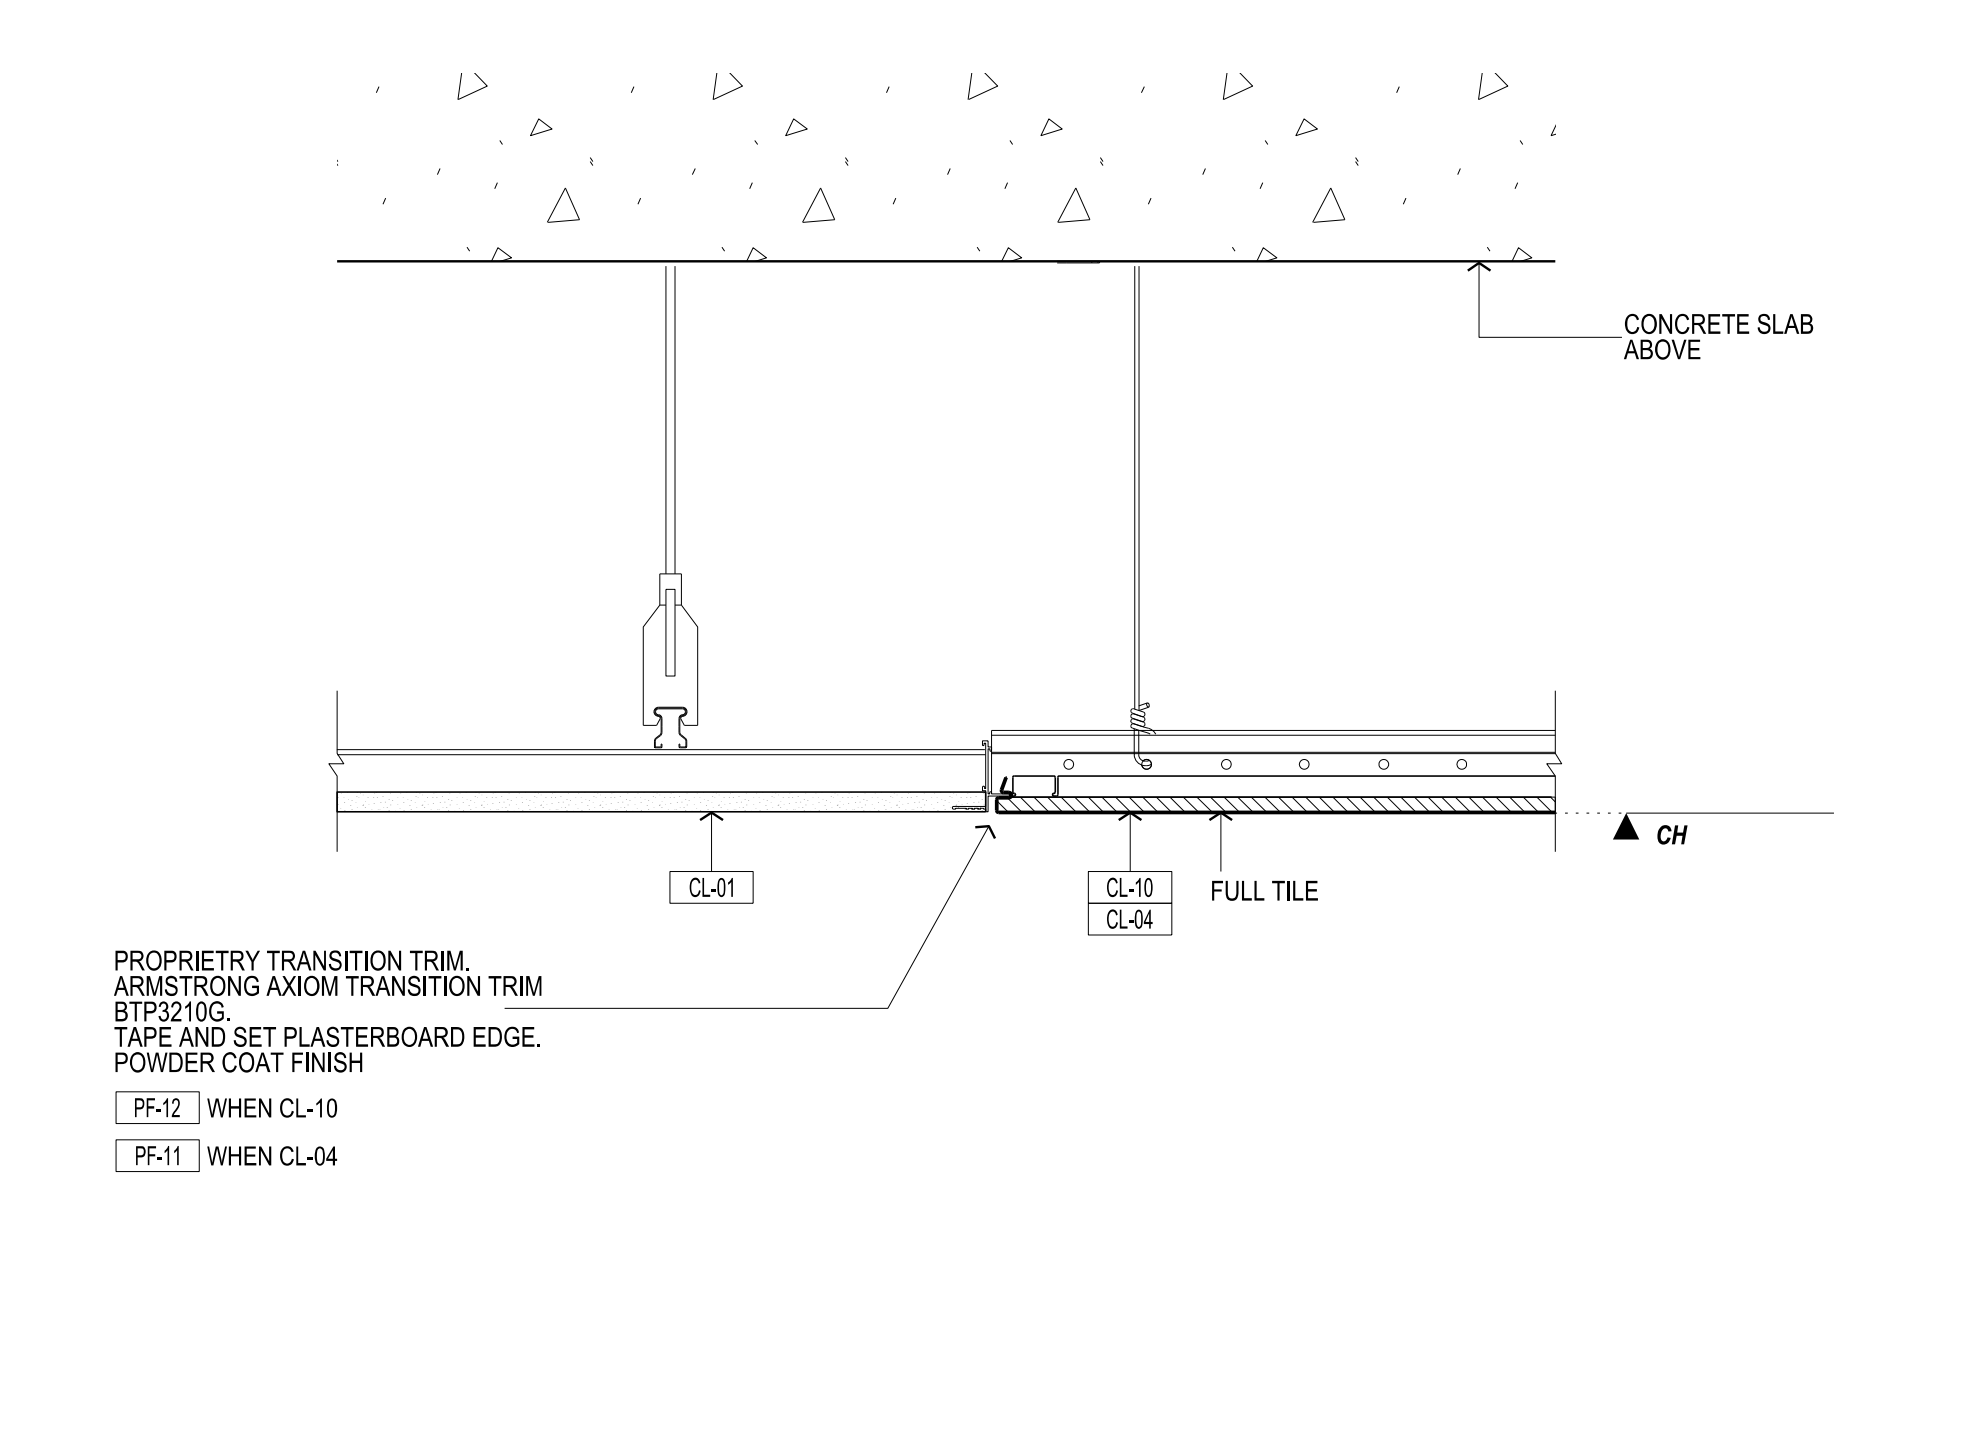 CONCRETE SLAB
ABOVE
CH
CL-01
CL-10
CL-04
FULL TILE
PROPRIETRY TRANSITION TRIM.
ARMSTRONG AXIOM TRANSITION TRIM
BTP3210G.
TAPE AND SET PLASTERBOARD EDGE.
POWDER COAT FINISH
PF-12 WHEN CL-10
PF-11 WHEN CL-04